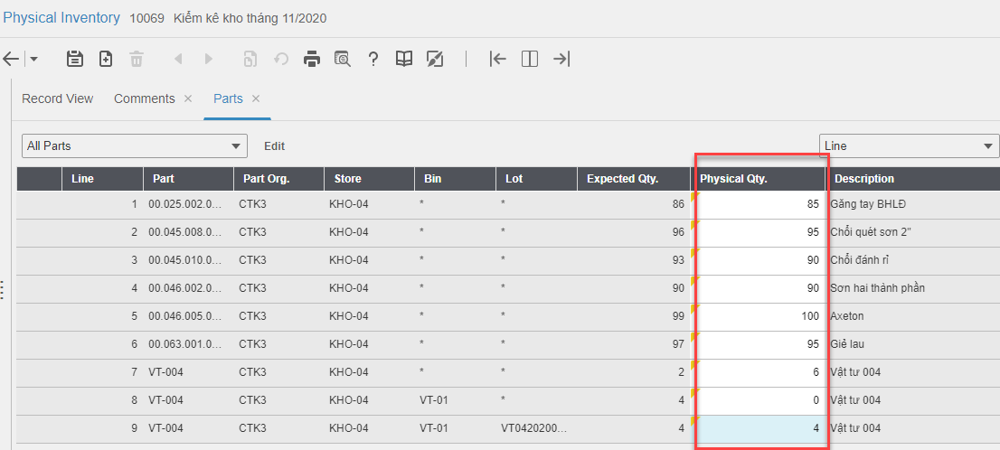 Physical Inventory 10069 Kiểm kê kho tháng 11/2020
Record View Comments Parts
All Parts Edit Line
Line Part Part Org. Store Bin Lot Expected Qty. Physical Qty. Description
1 00.025.002.0... CTK3 KHO-04 * * 86 85 Găng tay BHLĐ
2 00.045.008.0... CTK3 KHO-04 * * 96 95 Chổi quét sơn 2"
3 00.045.010.0... CTK3 KHO-04 * * 93 90 Chổi đánh rỉ
4 00.046.002.0... CTK3 KHO-04 * * 90 90 Sơn hai thành phần
5 00.046.005.0... CTK3 KHO-04 * * 99 100 Axeton
6 00.063.001.0... CTK3 KHO-04 * * 97 95 Giẻ lau
7 VT-004 CTK3 KHO-04 * * 2 6 Vật tư 004
8 VT-004 CTK3 KHO-04 VT-01 * 4 0 Vật tư 004
9 VT-004 CTK3 KHO-04 VT-01 VT0420200... 4 4 Vật tư 004